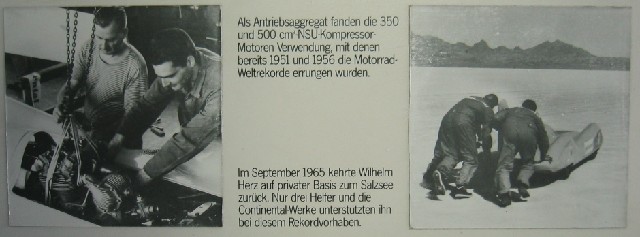 Als Antriebsaggregat fanden die 350
und 500 cm³-NSU-Kompressor-
Motoren Verwendung, mit denen
bereits 1951 und 1956 die Motorrad-
Weltrekorde errungen wurden.
Im September 1965 kehrte Wilhelm
Herz auf privater Basis zum Salzsee
zurück. Nur drei Helfer und die
Continental-Werke unterstützten ihn
bei diesem Rekordvorhaben.